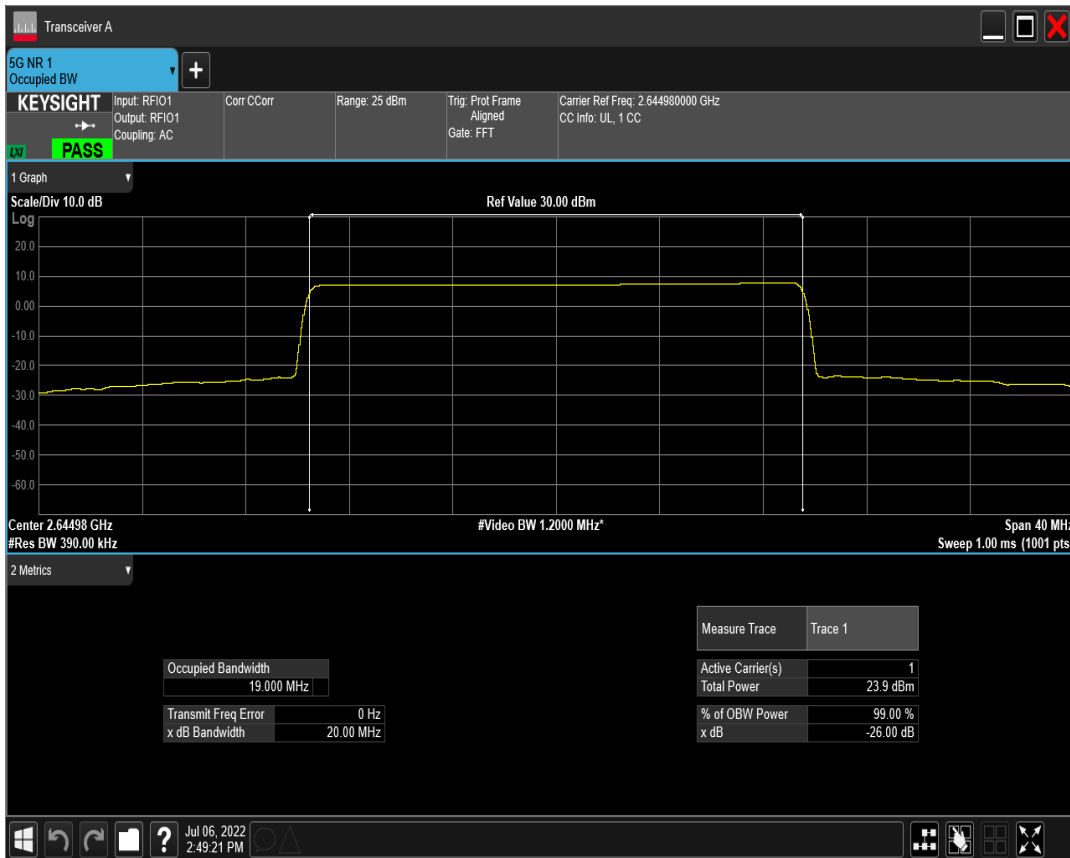 Transceiver A
5G NR 1
Occupied BW
+
KEYSIGHT
Input: RFIO1
Output: RFIO1
Coupling: AC
Corr CCorr
Range: 25 dBm
Trig: Prot Frame
Aligned
Gate: FFT
Carrier Ref Freq: 2.644980000 GHz
CC Info: UL, 1 CC
LXI
PASS
1 Graph
Scale/Div 10.0 dB
Ref Value 30.00 dBm
Log
20.0
10.0
0.00
-10.0
-20.0
-30.0
-40.0
-50.0
-60.0
Center 2.64498 GHz
#Video BW 1.2000 MHz*
Span 40 MHz
#Res BW 390.00 kHz
Sweep 1.00 ms (1001 pts
2 Metrics
Measure Trace Trace 1
Occupied Bandwidth
19.000 MHz
Active Carrier(s) 1
Total Power 23.9 dBm
Transmit Freq Error 0 Hz
x dB Bandwidth 20.00 MHz
% of OBW Power 99.00 %
x dB -26.00 dB
?
Jul 06, 2022
2:49:21 PM